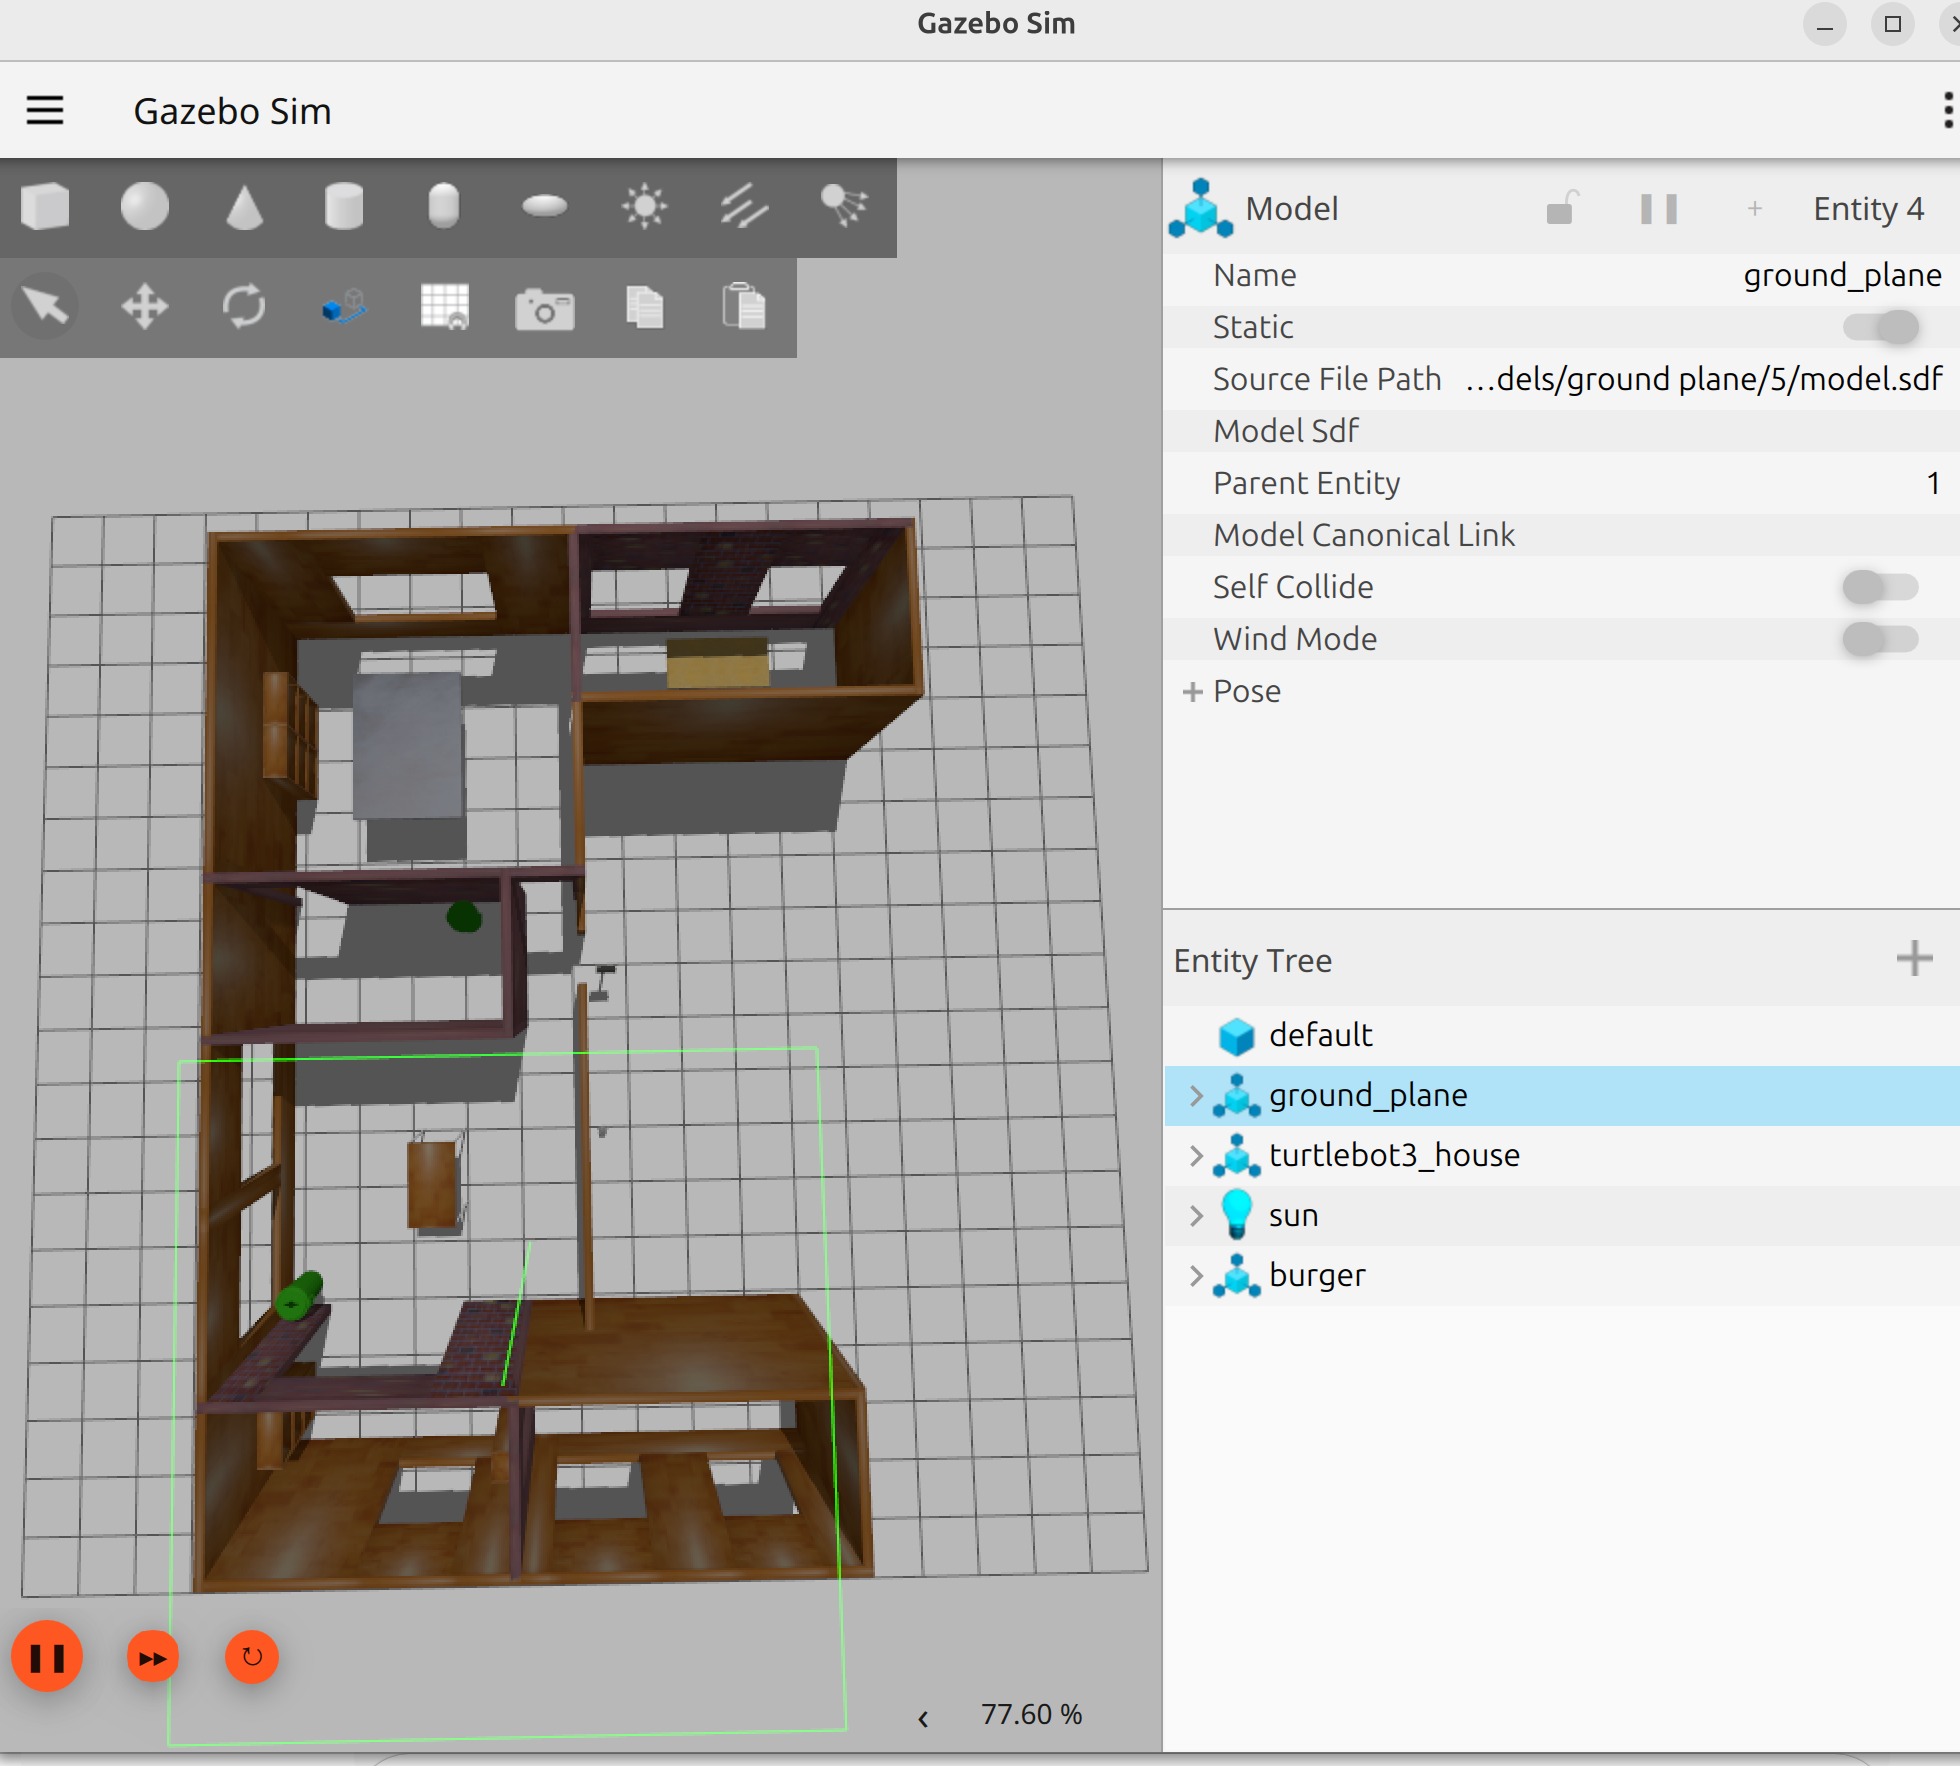 Gazebo Sim
Gazebo Sim
Model
Entity 4
Name
ground_plane
Static
Source File Path
...dels/ground plane/5/model.sdf
Model Sdf
Parent Entity
1
Model Canonical Link
Self Collide
Wind Mode
Pose
Entity Tree
default
ground_plane
turtlebot3_house
sun
burger
77.60 %